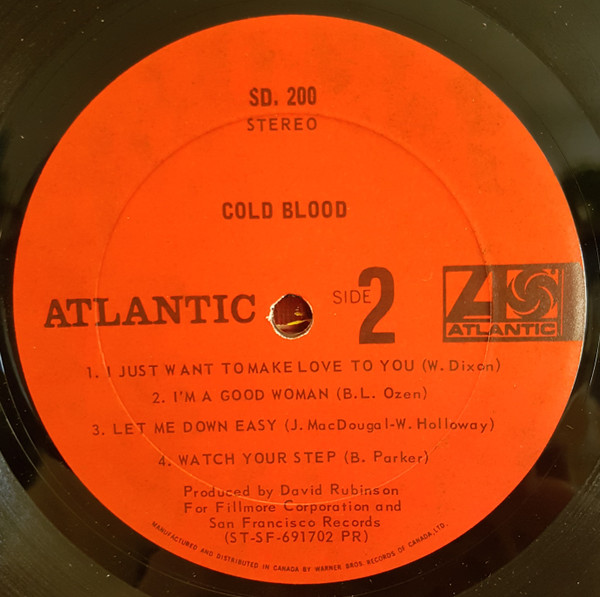 SD. 200
STEREO
COLD BLOOD
ATLANTIC
SIDE 2
ATLANTIC
1. I JUST WANT TO MAKE LOVE TO YOU (W. Dixon)
2. I'M A GOOD WOMAN (B.L. Ozen)
3. LET ME DOWN EASY (J. MacDougal-W. Holloway)
4. WATCH YOUR STEP (B. Parker)
Produced by David Rubinson
For Fillmore Corporation and
San Francisco Records
(ST-SF-691702 PR)
MANUFACTURED AND DISTRIBUTED IN CANADA BY WARNER BROS. RECORDS OF CANADA, LTD.